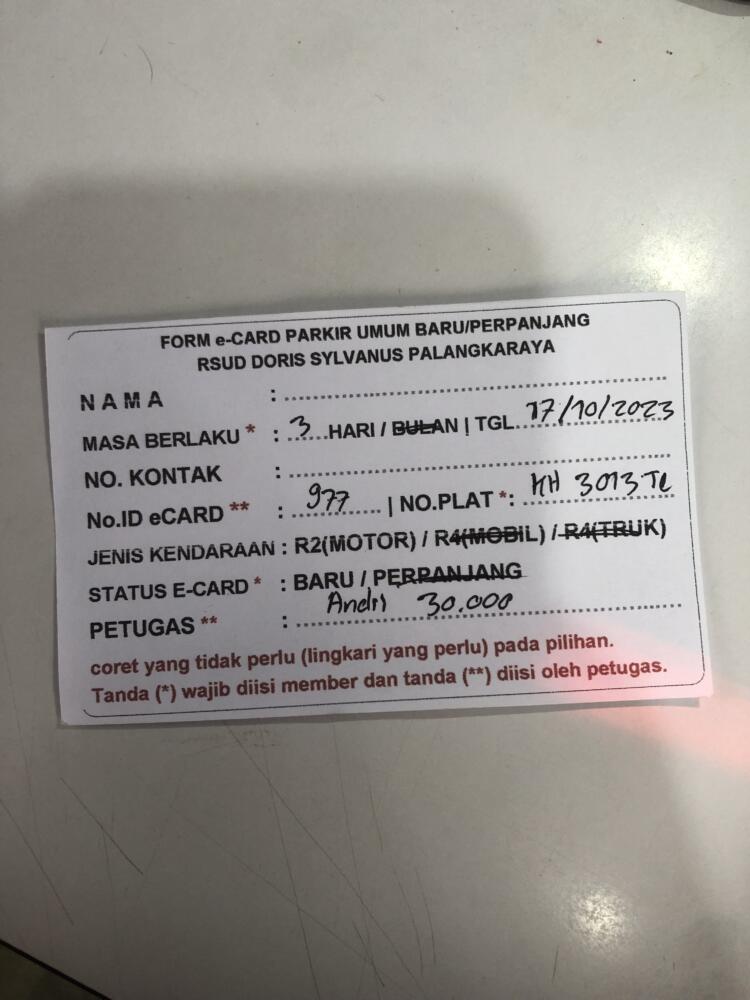 FORM e-CARD PARKIR UMUM BARU/PERPANJANG
RSUD DORIS SYLVANUS PALANGKARAYA
NAMA :
MASA BERLAKU * : 3 HARI / BULAN | TGL. 17/10/2023
NO. KONTAK :
No.ID eCARD ** : 977 | NO.PLAT *: KH 3013 TL
JENIS KENDARAAN : R2(MOTOR) / R4(MOBIL) / R4(TRUK)
STATUS E-CARD * : BARU / PERPANJANG
PETUGAS ** : Andri 30.000
coret yang tidak perlu (lingkari yang perlu) pada pilihan.
Tanda (*) wajib diisi member dan tanda (**) diisi oleh petugas.